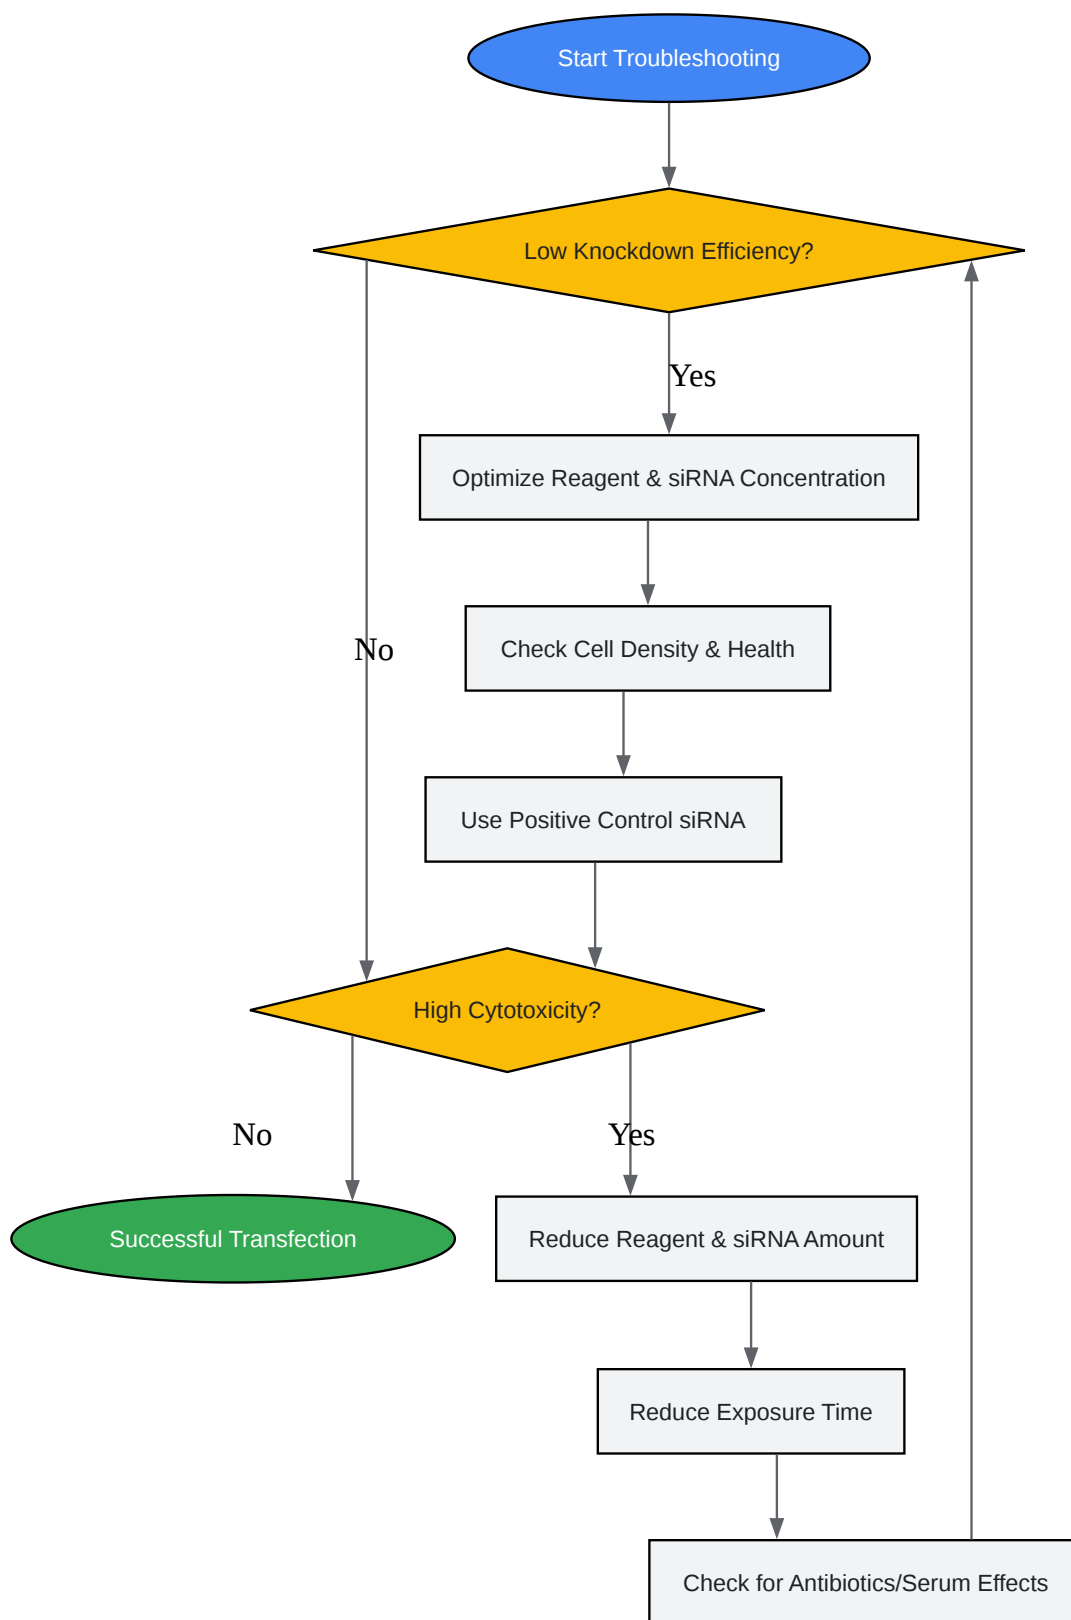 Start Troubleshooting
Low Knockdown Efficiency?
Yes
Optimize Reagent & siRNA Concentration
Check Cell Density & Health
No
Use Positive Control siRNA
High Cytotoxicity?
No
Yes
Successful Transfection
Reduce Reagent & siRNA Amount
Reduce Exposure Time
Check for Antibiotics/Serum Effects